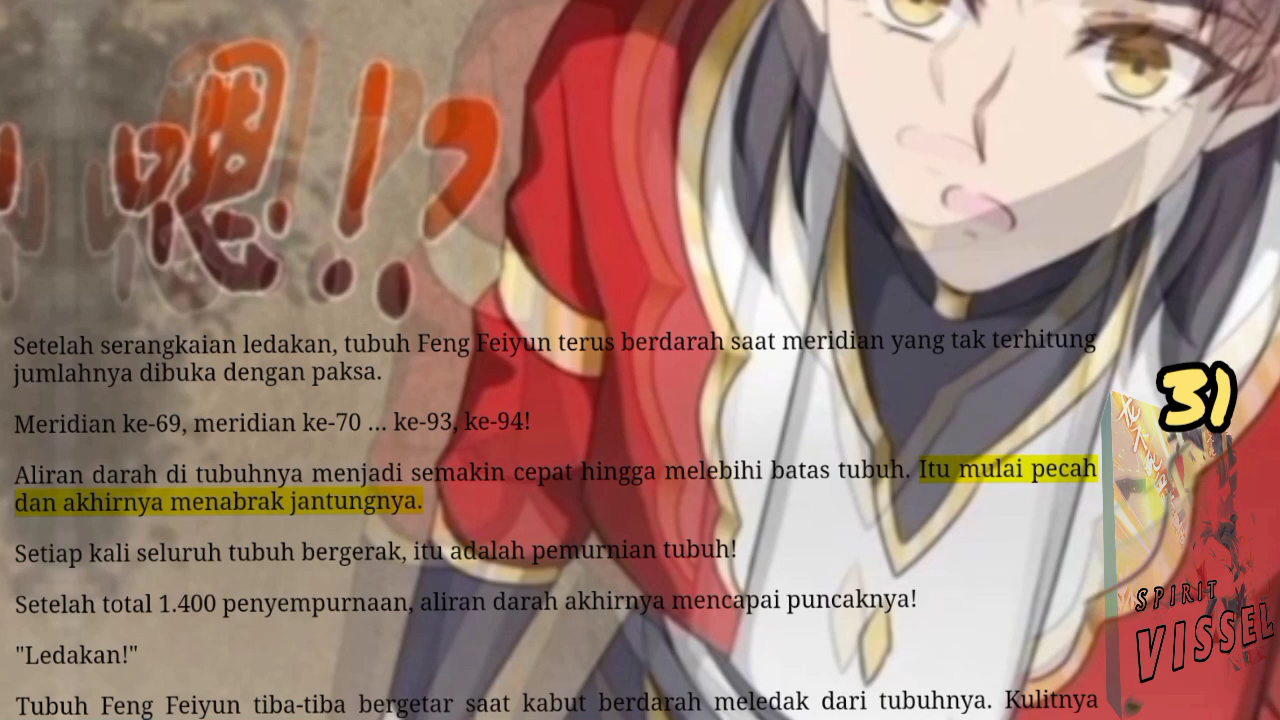 嗯!?
Setelah serangkaian ledakan, tubuh Feng Feiyun terus berdarah saat meridian yang tak terhitung
jumlahnya dibuka dengan paksa.
Meridian ke-69, meridian ke-70 ... ke-93, ke-94!
Aliran darah di tubuhnya menjadi semakin cepat hingga melebihi batas tubuh. Itu mulai pecah
dan akhirnya menabrak jantungnya.
Setiap kali seluruh tubuh bergerak, itu adalah pemurnian tubuh!
Setelah total 1.400 penyempurnaan, aliran darah akhirnya mencapai puncaknya!
"Ledakan!"
Tubuh Feng Feiyun tiba-tiba bergetar saat kabut berdarah meledak dari tubuhnya. Kulitnya
31
SPIRIT
VISSEL